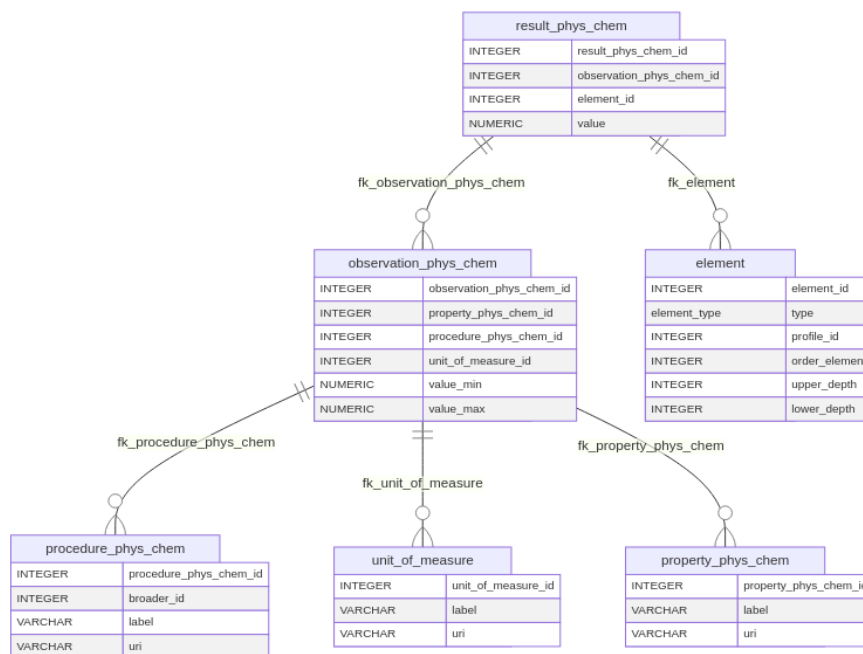 result_phys_chem
INTEGER result_phys_chem_id
INTEGER observation_phys_chem_id
INTEGER element_id
NUMERIC value
fk_observation_phys_chem
fk_element
observation_phys_chem
INTEGER observation_phys_chem_id
INTEGER property_phys_chem_id
INTEGER procedure_phys_chem_id
INTEGER unit_of_measure_id
NUMERIC value_min
NUMERIC value_max
element
INTEGER element_id
element_type type
INTEGER profile_id
INTEGER order_elemen
INTEGER upper_depth
INTEGER lower_depth
fk_procedure_phys_chem
fk_unit_of_measure
fk_property_phys_chem
procedure_phys_chem
INTEGER procedure_phys_chem_id
INTEGER broader_id
VARCHAR label
VARCHAR uri
unit_of_measure
INTEGER unit_of_measure_id
VARCHAR label
VARCHAR uri
property_phys_chem
INTEGER property_phys_chem_i
VARCHAR label
VARCHAR uri